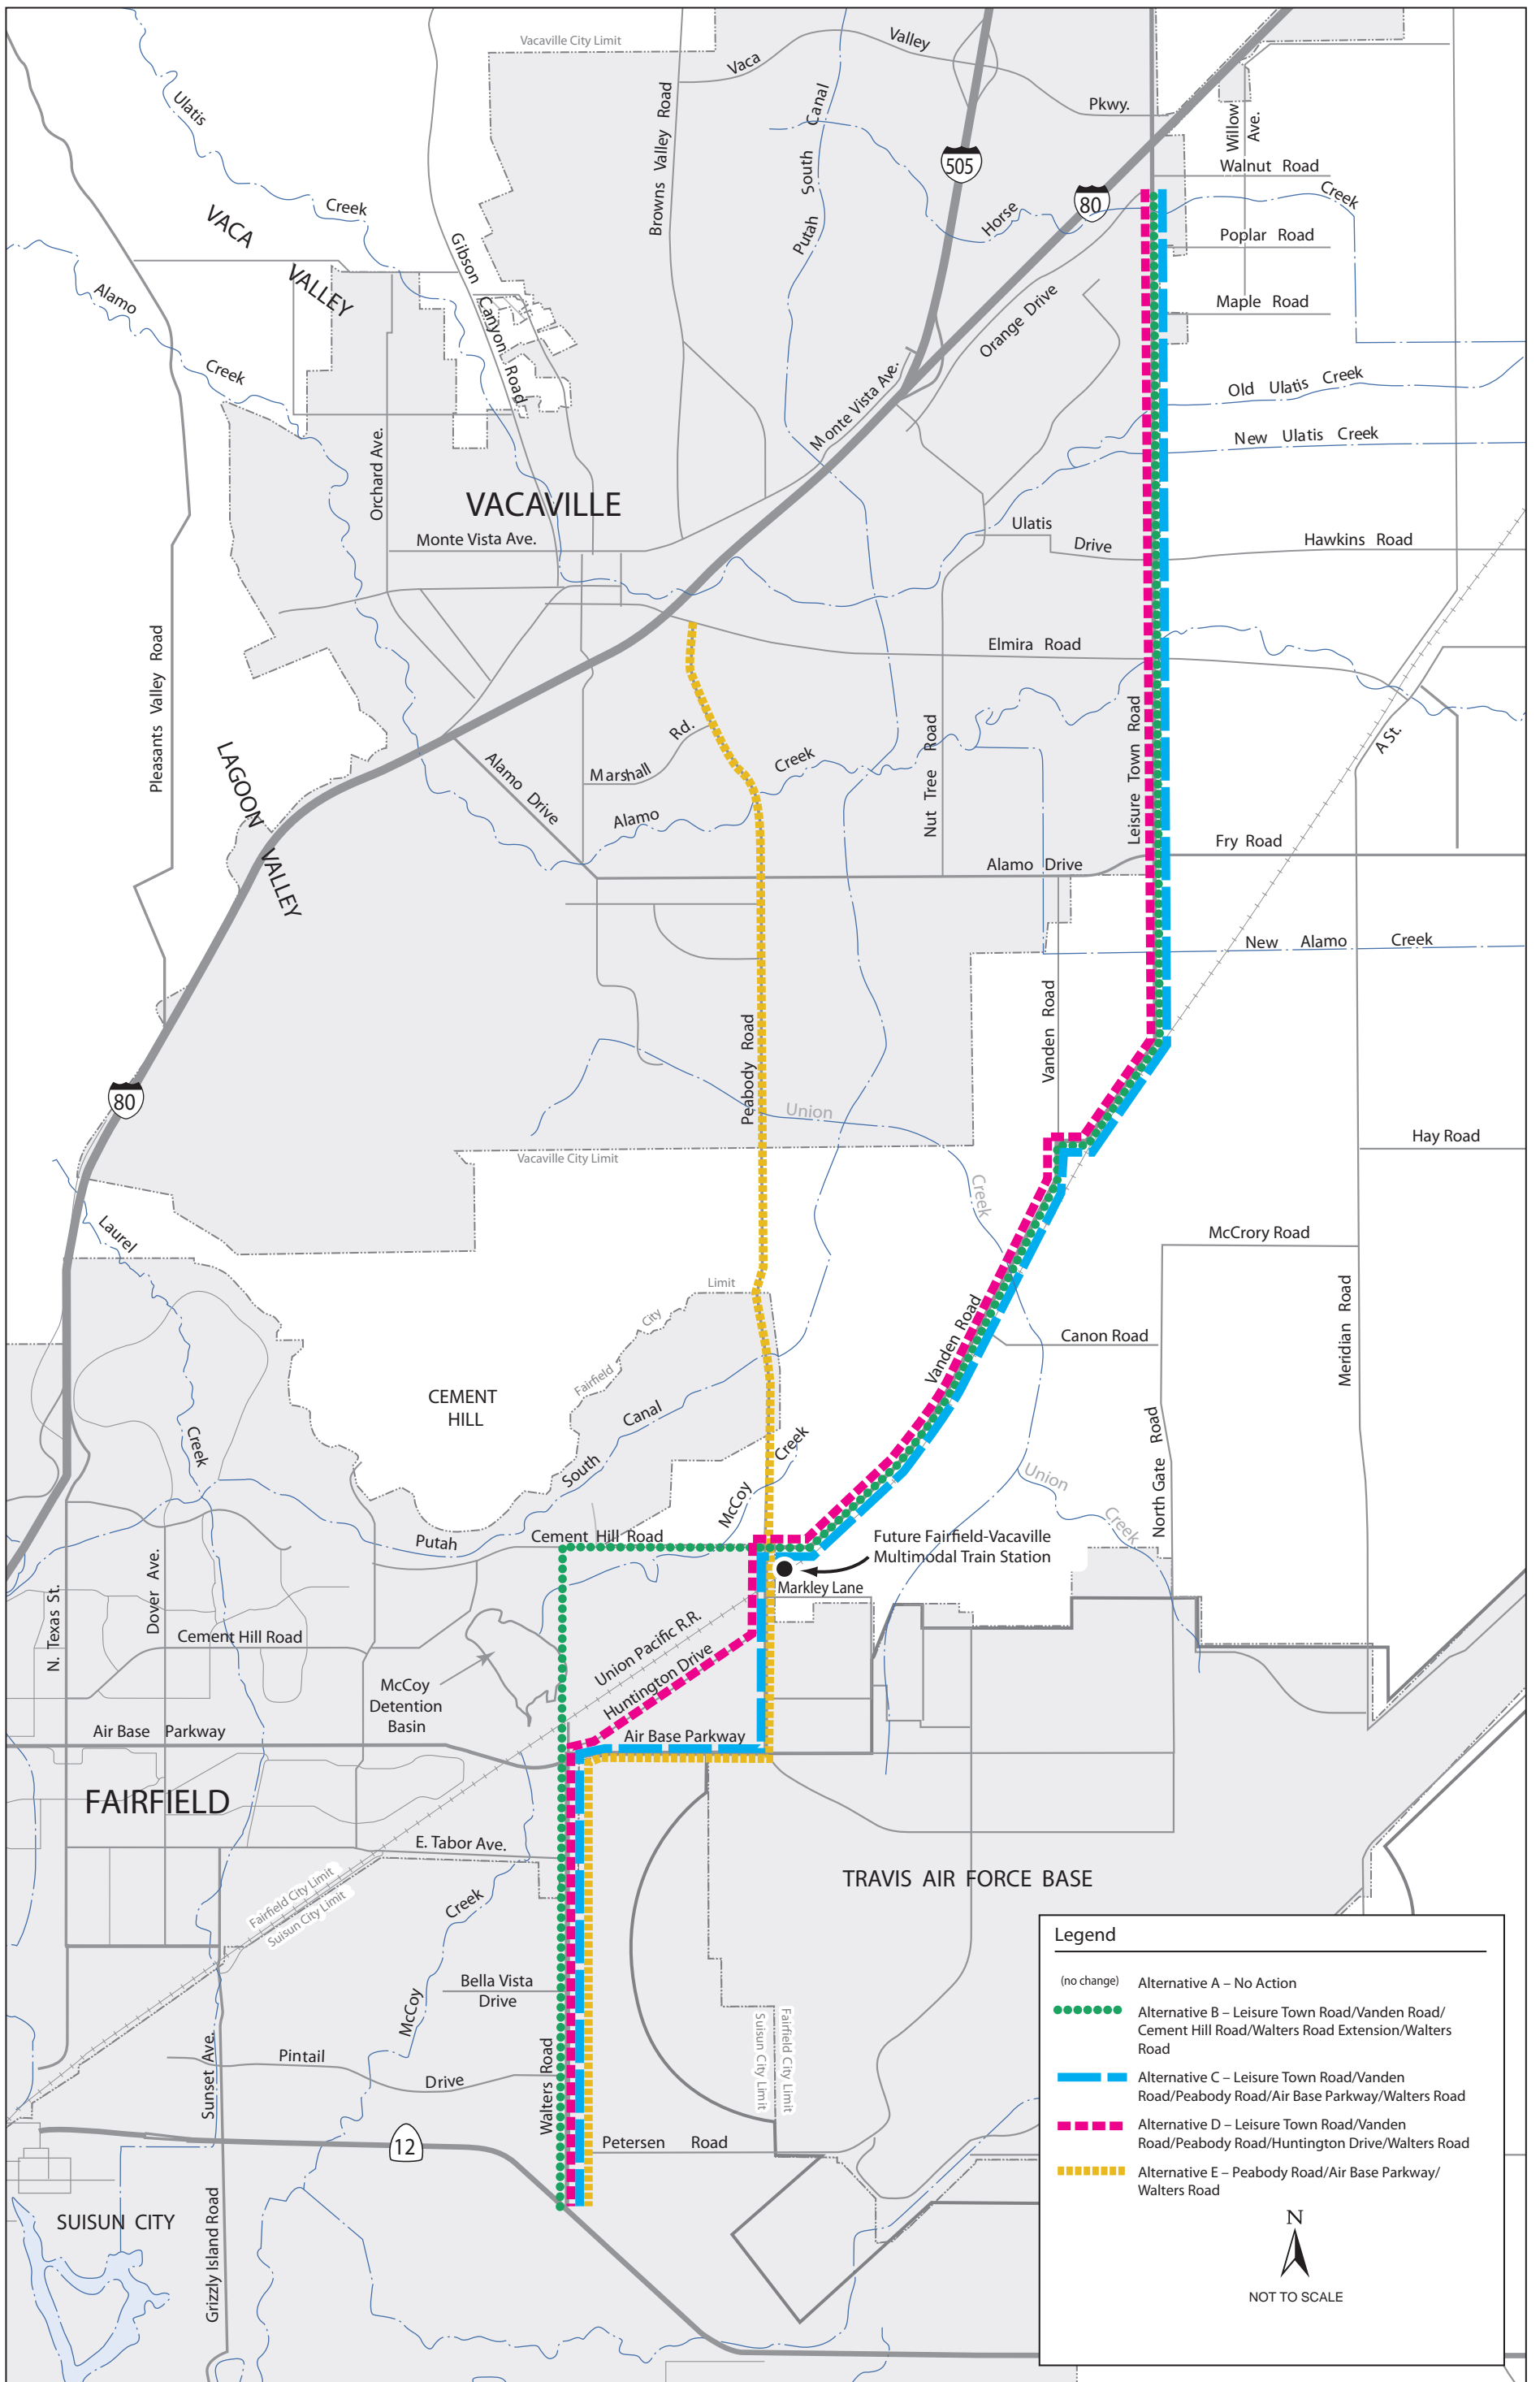 Vacaville City Limit
Vaca
Valley
Pkwy.
Ulatis
Creek
VACA
VALLEY
Alamo
Creek
Gibson Canyon Road
Browns Valley Road
Putah South Canal
505
80
Horse
Creek
Willow
Ave.
Walnut Road
Poplar Road
Maple Road
Orange Drive
Monte Vista Ave.
Old Ulatis Creek
New Ulatis Creek
Orchard Ave.
VACAVILLE
Monte Vista Ave.
Ulatis
Drive
Hawkins Road
Elmira Road
Pleasants Valley Road
LAGOON
VALLEY
Alamo Drive
Marshall
Rd.
Alamo
Creek
Nut Tree Road
Leisure Town Road
A St.
Alamo Drive
Fry Road
New Alamo Creek
Peabody Road
Vanden Road
80
Union
Creek
Vacaville City Limit
Hay Road
Laurel
Creek
McCrory Road
Fairfield
City
Limit
Meridian Road
Canon Road
Vanden Road
CEMENT
HILL
Putah
South
Canal
McCoy
Creek
Union
Creek
North Gate Road
Cement Hill Road
Future Fairfield-Vacaville
Multimodal Train Station
Markley Lane
N. Texas St.
Dover Ave.
Cement Hill Road
Union Pacific R.R.
Huntington Drive
McCoy
Detention
Basin
Air Base Parkway
Air Base Parkway
FAIRFIELD
E. Tabor Ave.
TRAVIS AIR FORCE BASE
Fairfield City Limit
Suisun City Limit
McCoy
Creek
Bella Vista
Drive
Pintail
Drive
Sunset Ave.
Walters Road
Suisun City Limit
Fairfield City Limit
12
Petersen Road
SUISUN CITY
Grizzly Island Road
Legend
(no change) Alternative A – No Action
Alternative B – Leisure Town Road/Vanden Road/
Cement Hill Road/Walters Road Extension/Walters
Road
Alternative C – Leisure Town Road/Vanden
Road/Peabody Road/Air Base Parkway/Walters Road
Alternative D – Leisure Town Road/Vanden
Road/Peabody Road/Huntington Drive/Walters Road
Alternative E – Peabody Road/Air Base Parkway/
Walters Road
N
NOT TO SCALE